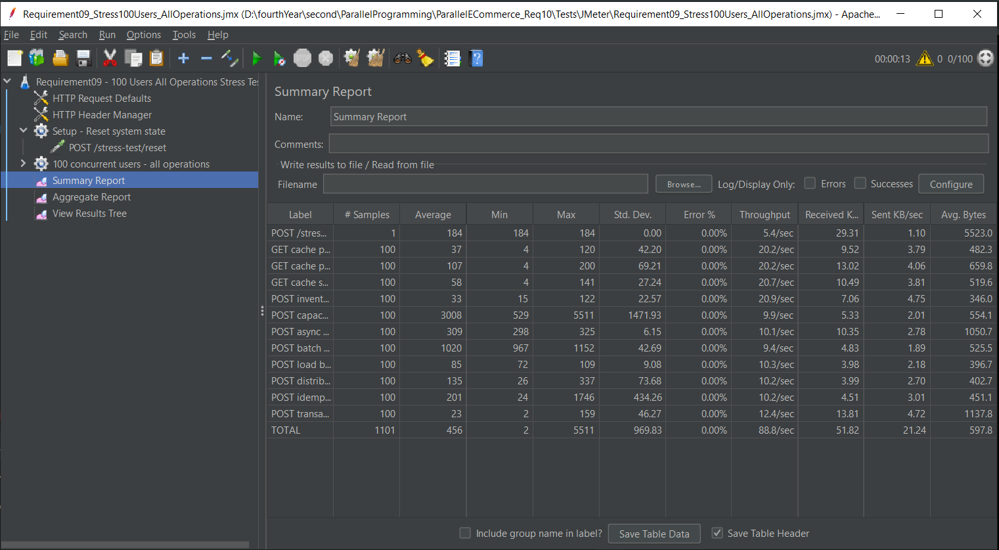 Requirement09_Stress100Users_AllOperations.jmx (D:\fourthYear\second\ParallelProgramming\ParallelECommerce_Req10\Tests\JMeter\Requirement09_Stress100Users_AllOperations.jmx) - Apache...
File Edit Search Run Options Tools Help
STOP 00:00:13 0 0/100
Requirement09 - 100 Users All Operations Stress Tes
HTTP Request Defaults
HTTP Header Manager
Setup - Reset system state
POST /stress-test/reset
100 concurrent users - all operations
Summary Report
Aggregate Report
View Results Tree
Summary Report
Name: Summary Report
Comments:
Write results to file / Read from file
Filename Browse... Log/Display Only: Errors Successes Configure
Label # Samples Average Min Max Std. Dev. Error % Throughput Received K... Sent KB/sec Avg. Bytes
POST /stres... 1 184 184 184 0.00 0.00% 5.4/sec 29.31 1.10 5523.0
GET cache p... 100 37 4 120 42.20 0.00% 20.2/sec 9.52 3.79 482.3
GET cache p... 100 107 4 200 69.21 0.00% 20.2/sec 13.02 4.06 659.8
GET cache s... 100 58 4 141 27.24 0.00% 20.7/sec 10.49 3.81 519.6
POST invent... 100 33 15 122 22.57 0.00% 20.9/sec 7.06 4.75 346.0
POST capac... 100 3008 529 5511 1471.93 0.00% 9.9/sec 5.33 2.01 554.1
POST async ... 100 309 298 325 6.15 0.00% 10.1/sec 10.35 2.78 1050.7
POST batch ... 100 1020 967 1152 42.69 0.00% 9.4/sec 4.83 1.89 525.5
POST load b... 100 85 72 109 9.08 0.00% 10.3/sec 3.98 2.18 396.7
POST distrib... 100 135 26 337 73.68 0.00% 10.2/sec 3.99 2.70 402.7
POST idemp... 100 201 24 1746 434.26 0.00% 10.2/sec 4.51 3.01 451.1
POST transa... 100 23 2 159 46.27 0.00% 12.4/sec 13.81 4.72 1137.8
TOTAL 1101 456 2 5511 969.83 0.00% 88.8/sec 51.82 21.24 597.8
Include group name in label? Save Table Data Save Table Header